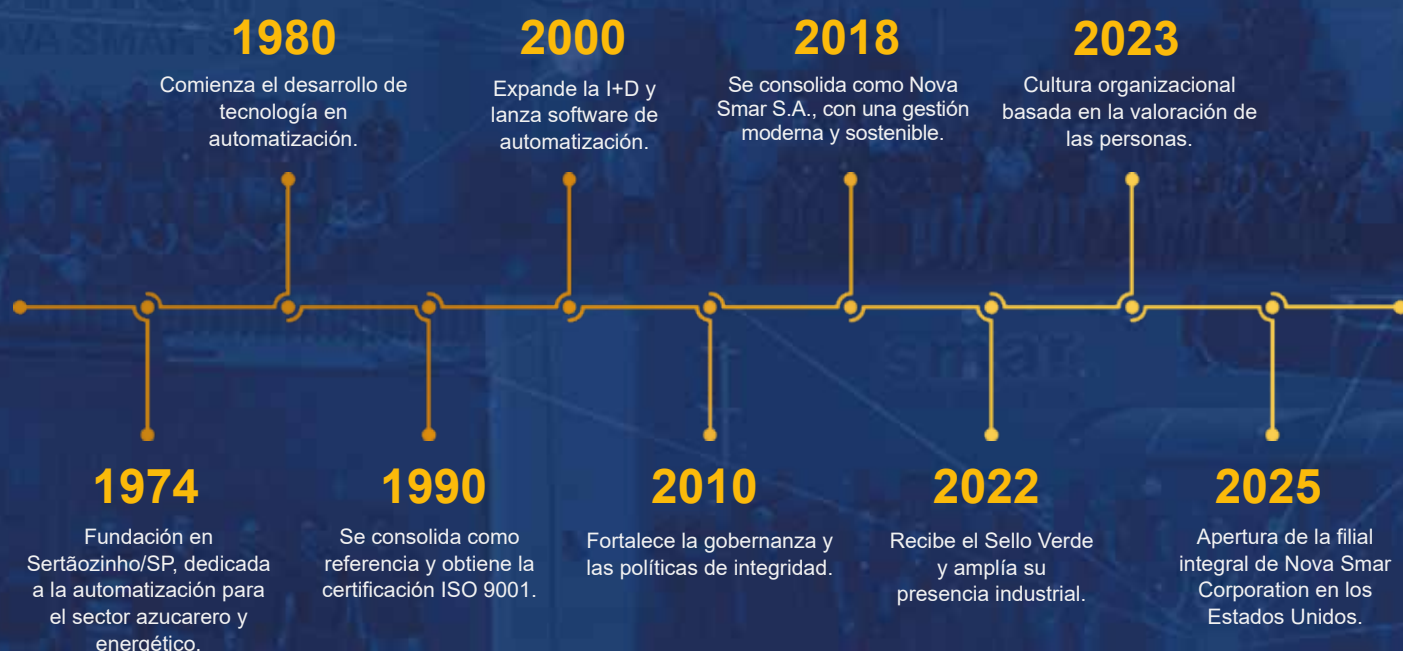 1980
Comienza el desarrollo de
tecnología en
automatización.
2000
Expande la I+D y
lanza software de
automatización.
2018
Se consolida como Nova
Smar S.A., con una gestión
moderna y sostenible.
2023
Cultura organizacional
basada en la valoración de
las personas.
smar
1974
Fundación en
Sertãozinho/SP, dedicada
a la automatización para
el sector azucarero y
energético.
1990
Se consolida como
referencia y obtiene la
certificación ISO 9001.
2010
Fortalece la gobernanza y
las políticas de integridad.
2022
Recibe el Sello Verde
y amplía su
presencia industrial.
2025
Apertura de la filial
integral de Nova Smar
Corporation en los
Estados Unidos.